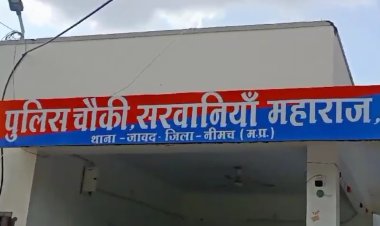 पुलिस चौकी, सरवानियाँ महाराज,
थाना - जावद - जिला - नीमच ( म.प्र.)